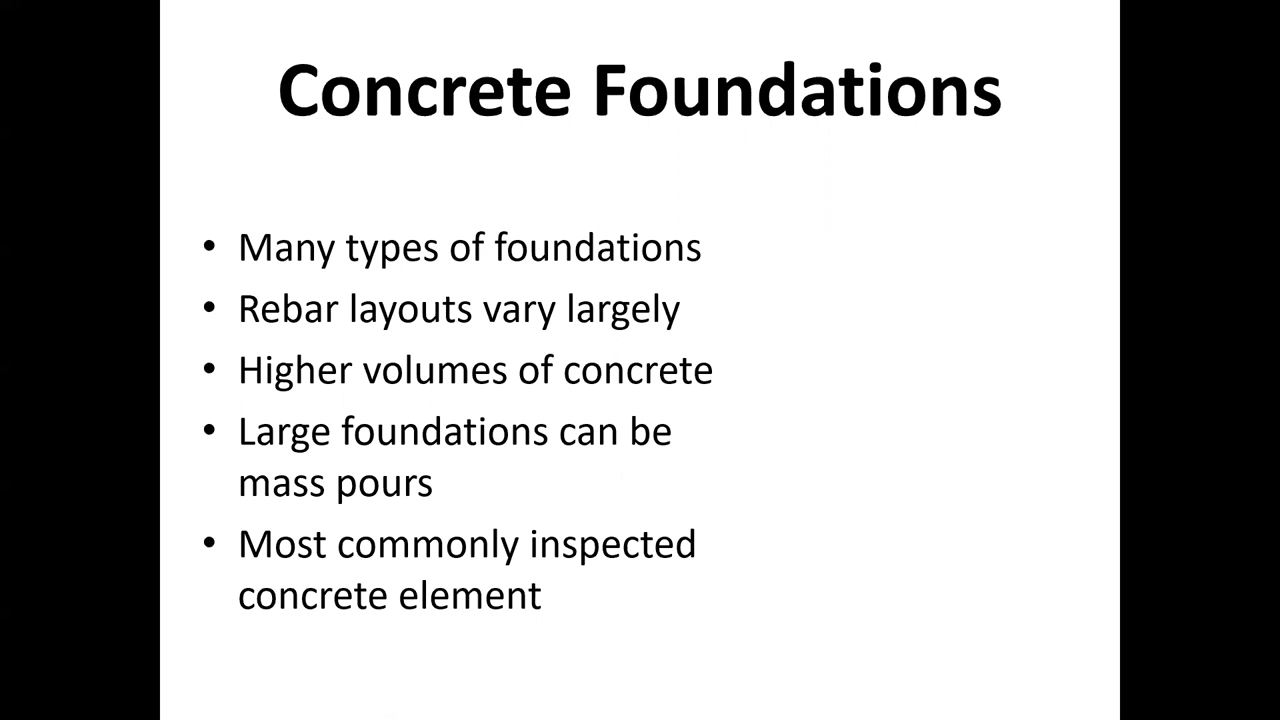 Concrete Foundations
• Many types of foundations
• Rebar layouts vary largely
• Higher volumes of concrete
• Large foundations can be
mass pours
• Most commonly inspected
concrete element